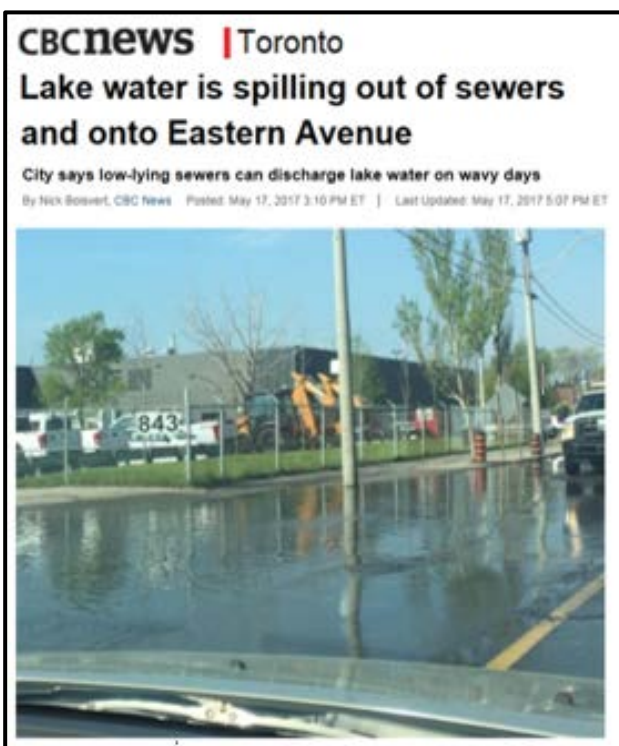 CBCnews | Toronto
Lake water is spilling out of sewers
and onto Eastern Avenue
City says low-lying sewers can discharge lake water on wavy days
By Nick Boisvert, CBC News Posted: May 17, 2017 3:10 PM ET | Last Updated: May 17, 2017 5:07 PM ET
843